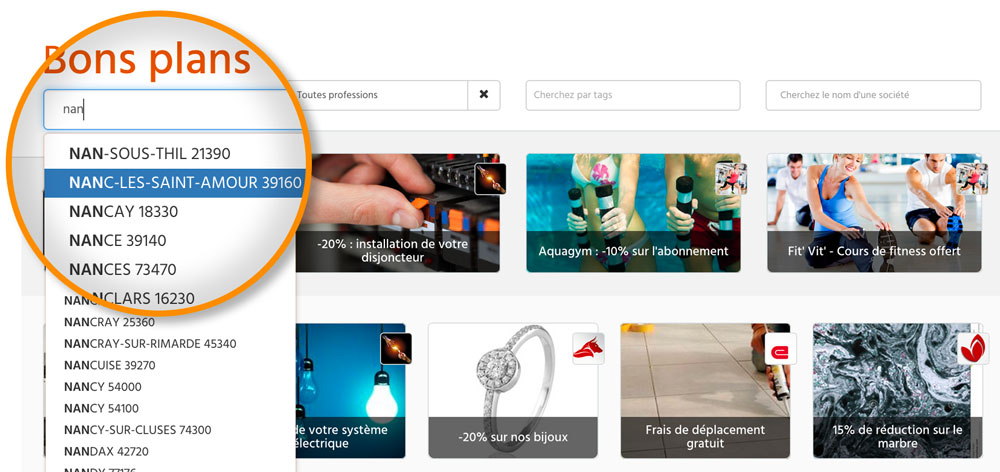 Bons plans
nan
Toutes professions
✖
Cherchez par tags
Cherchez le nom d'une société
NAN-SOUS-THIL 21390
NANC-LES-SAINT-AMOUR 39160
NANCAY 18330
NANCE 39140
NANCES 73470
NANCLARS 16230
NANCRAY 25360
NANCRAY-SUR-RIMARDE 45340
NANCUISE 39270
NANCY 54000
NANCY 54100
NANCY-SUR-CLUSES 74300
NANDAX 42720
-20% : installation de votre
disjoncteur
Aquagym : -10% sur l'abonnement
Fit' Vit' - Cours de fitness offert
de votre système
électrique
-20% sur nos bijoux
Frais de déplacement
gratuit
15% de réduction sur le
marbre